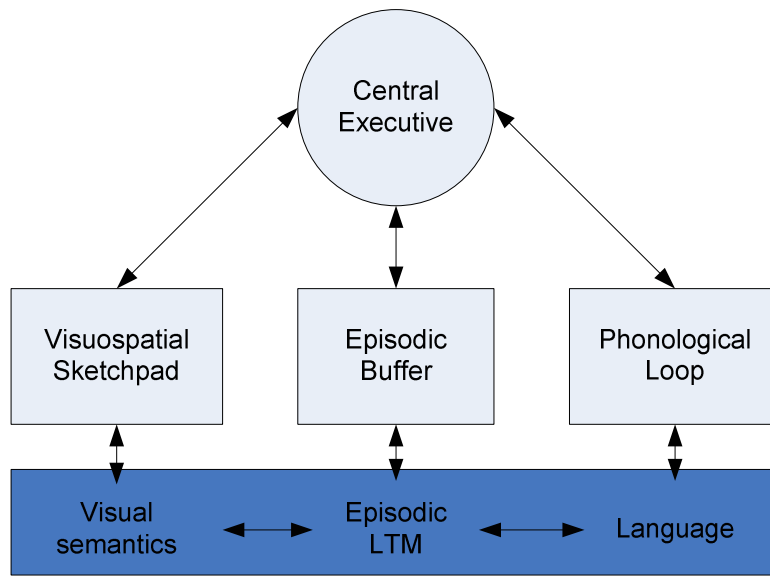 Central
Executive
Visuospatial
Sketchpad
Episodic
Buffer
Phonological
Loop
Visual
semantics
Episodic
LTM
Language